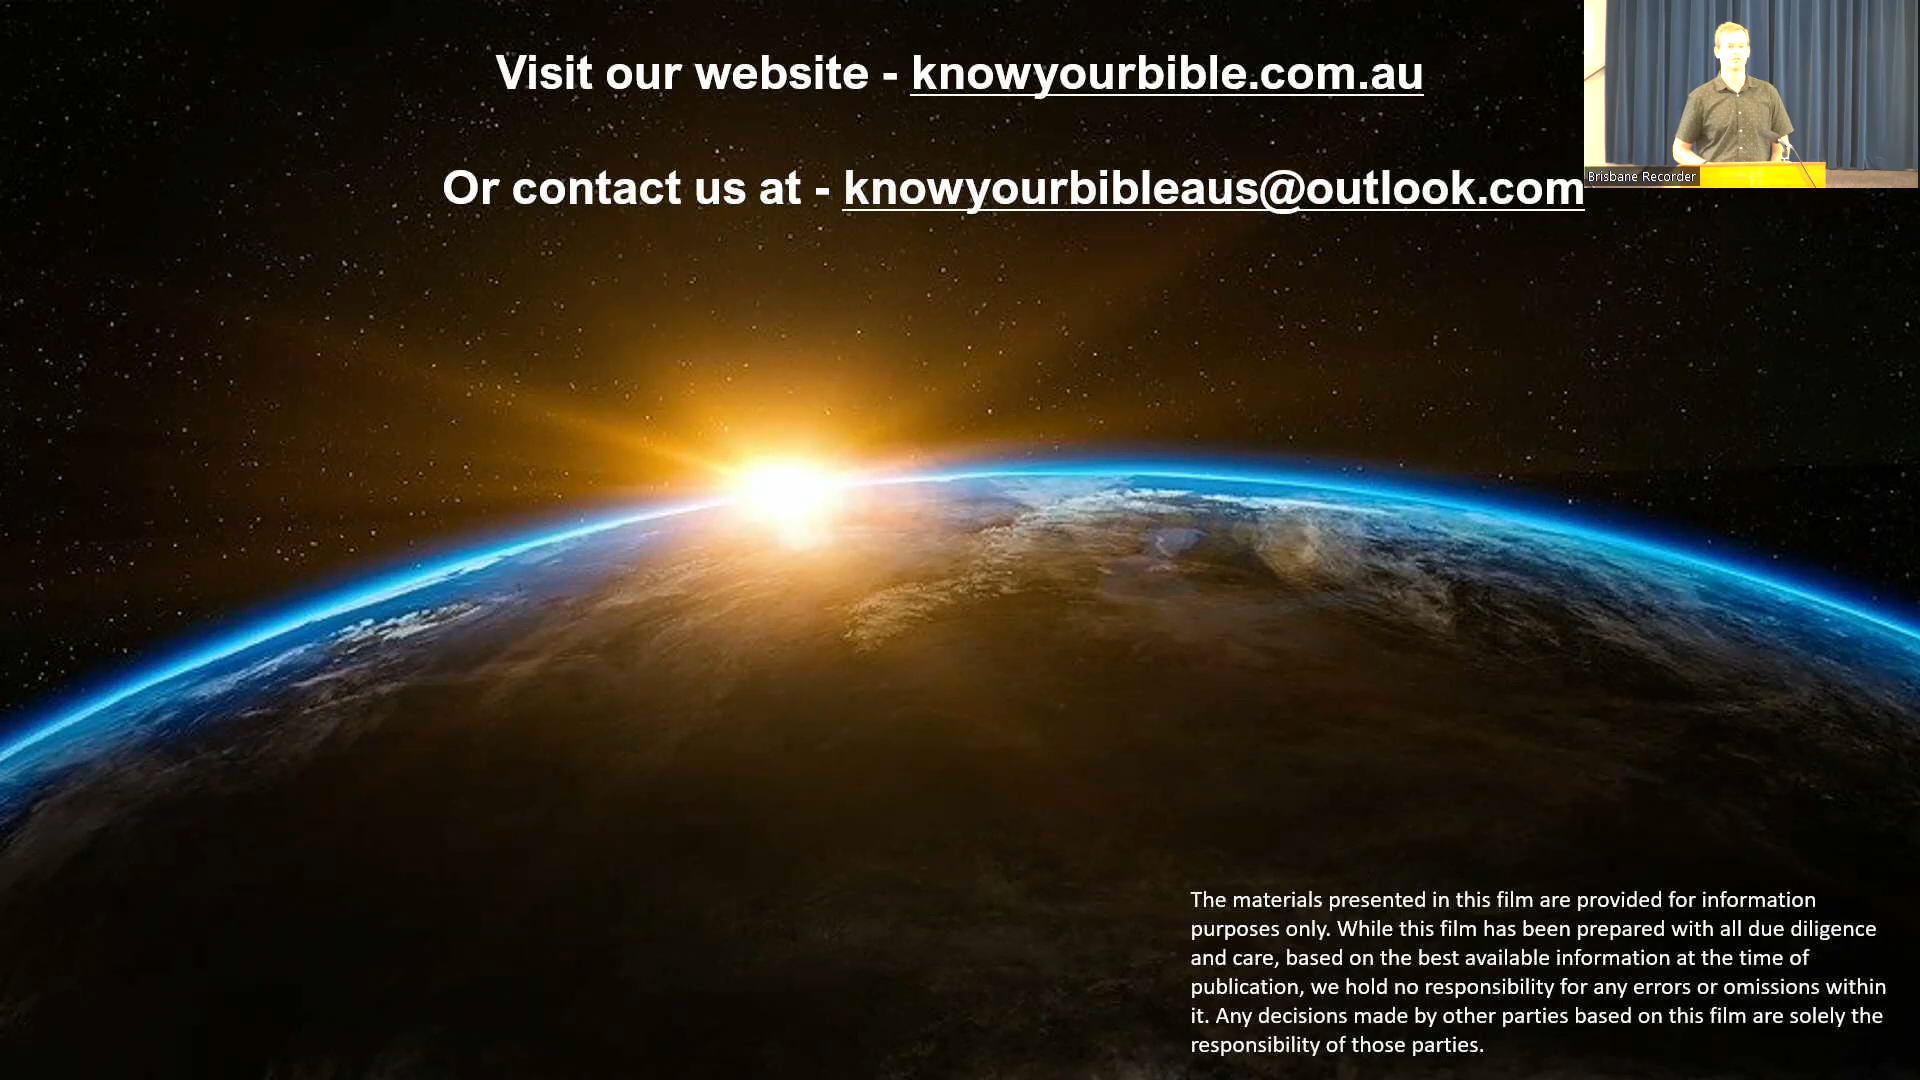 Visit our website - knowyourbible.com.au
Or contact us at - knowyourbibleaus@outlook.com
Brisbane Recorder
The materials presented in this film are provided for information
purposes only. While this film has been prepared with all due diligence
and care, based on the best available information at the time of
publication, we hold no responsibility for any errors or omissions within
it. Any decisions made by other parties based on this film are solely the
responsibility of those parties.